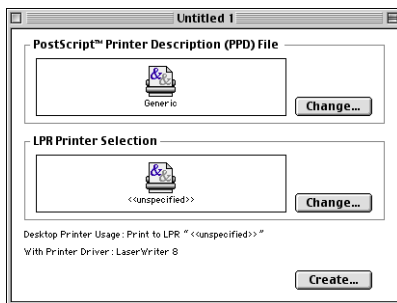 Untitled 1
PostScript™ Printer Description (PPD) File
Generic
Change...
LPR Printer Selection
<<unspecified>>
Change...
Desktop Printer Usage: Print to LPR "<<unspecified>>"
With Printer Driver: LaserWriter 8
Create...